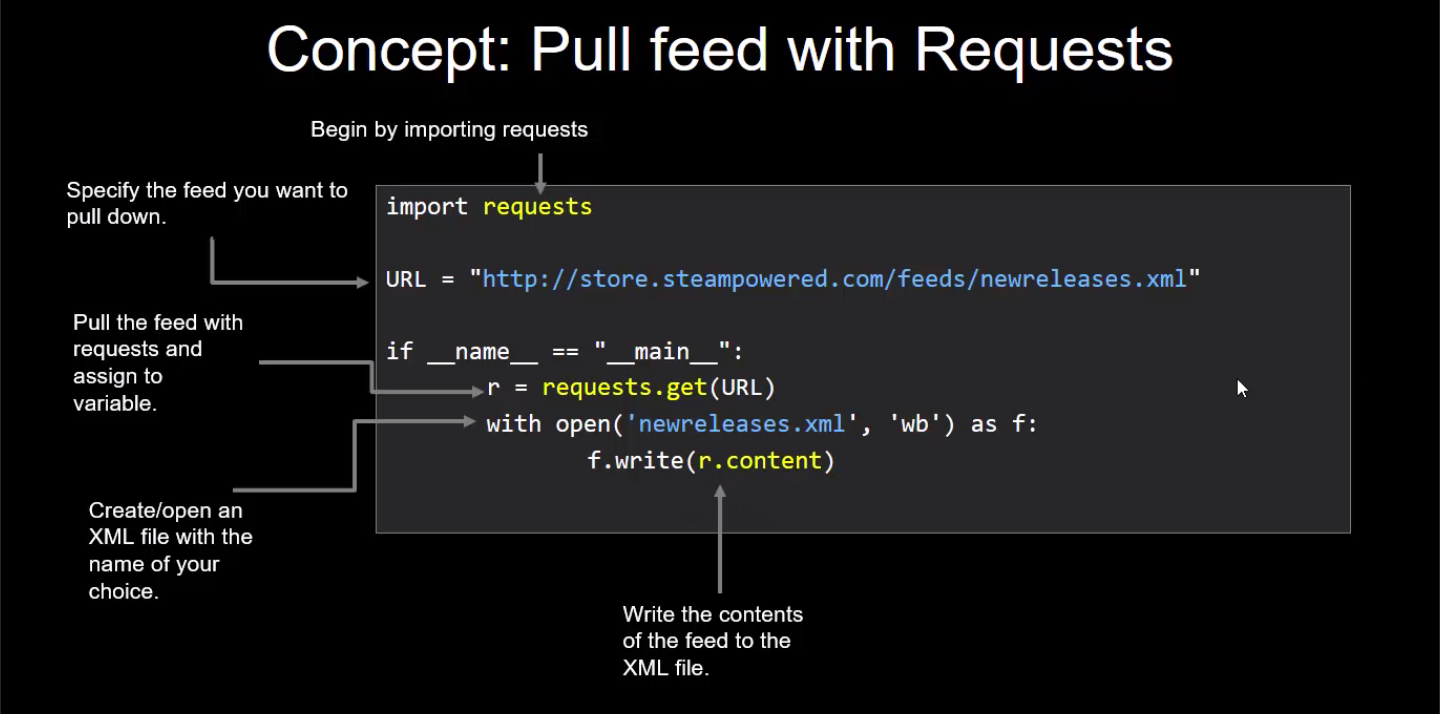 Concept: Pull feed with Requests
Begin by importing requests
Specify the feed you want to
pull down.
import requests
URL = "http://store.steampowered.com/feeds/newreleases.xml"
Pull the feed with
requests and
assign to
variable.
if __name__ == "__main__":
r = requests.get(URL)
with open('newreleases.xml', 'wb') as f:
f.write(r.content)
Create/open an
XML file with the
name of your
choice.
Write the contents
of the feed to the
XML file.